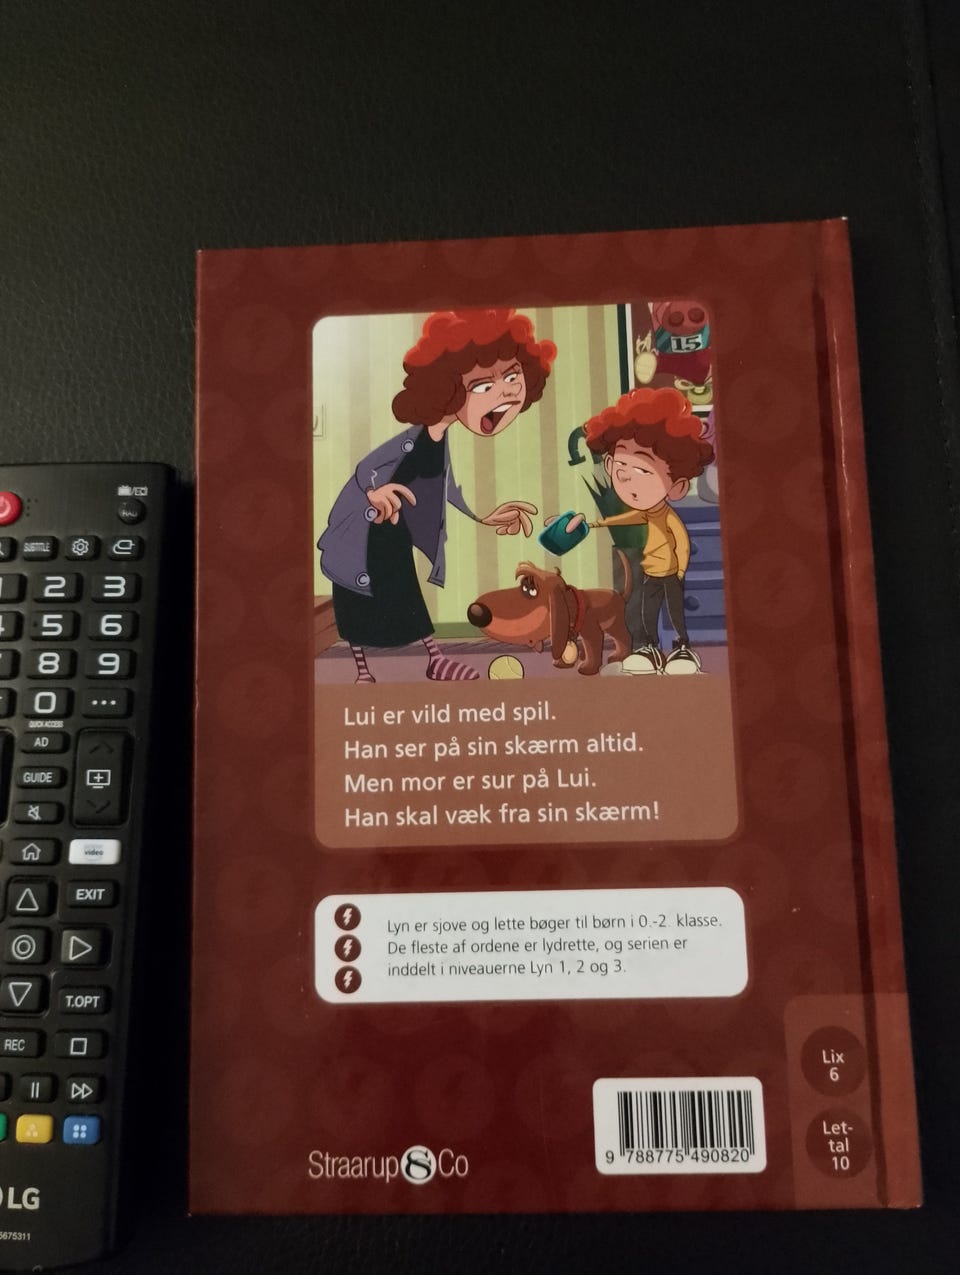 15
Lui er vild med spil.
Han ser på sin skærm altid.
Men mor er sur på Lui.
Han skal væk fra sin skærm!
Lyn er sjove og lette bøger til børn i 0.-2. klasse.
De fleste af ordene er lydrette, og serien er
inddelt i niveauerne Lyn 1, 2 og 3.
Lix
6
Let-
tal
10
Straarup & Co
9 788775 490820
SUBTITLE
2 3
5 6
8 9
0 ...
QUICK ACCESS
AD
GUIDE
video
EXIT
T.OPT
REC
LG